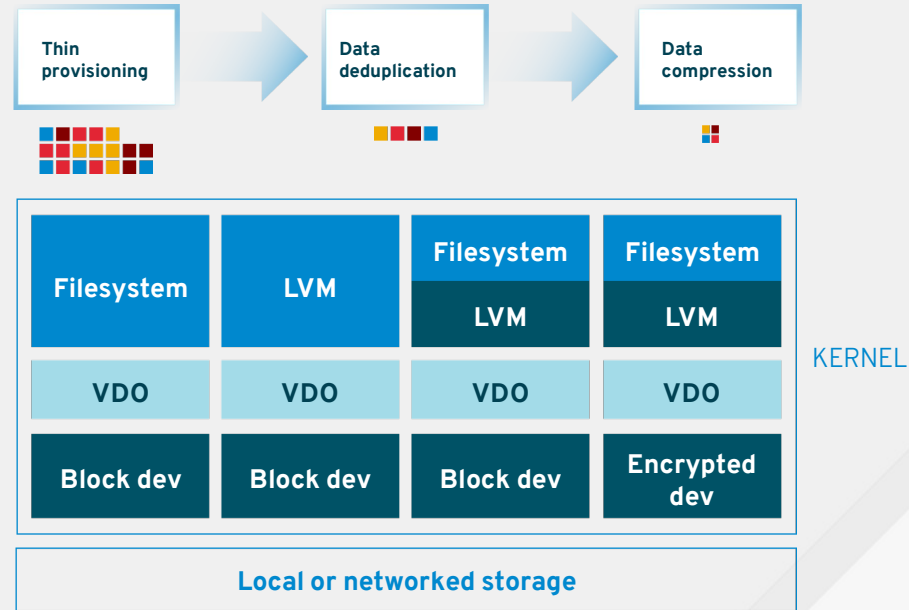 Thin
provisioning
Data
deduplication
Data
compression
Filesystem
LVM
Filesystem
LVM
Filesystem
LVM
KERNEL
VDO
VDO
VDO
VDO
Block dev
Block dev
Block dev
Encrypted
dev
Local or networked storage